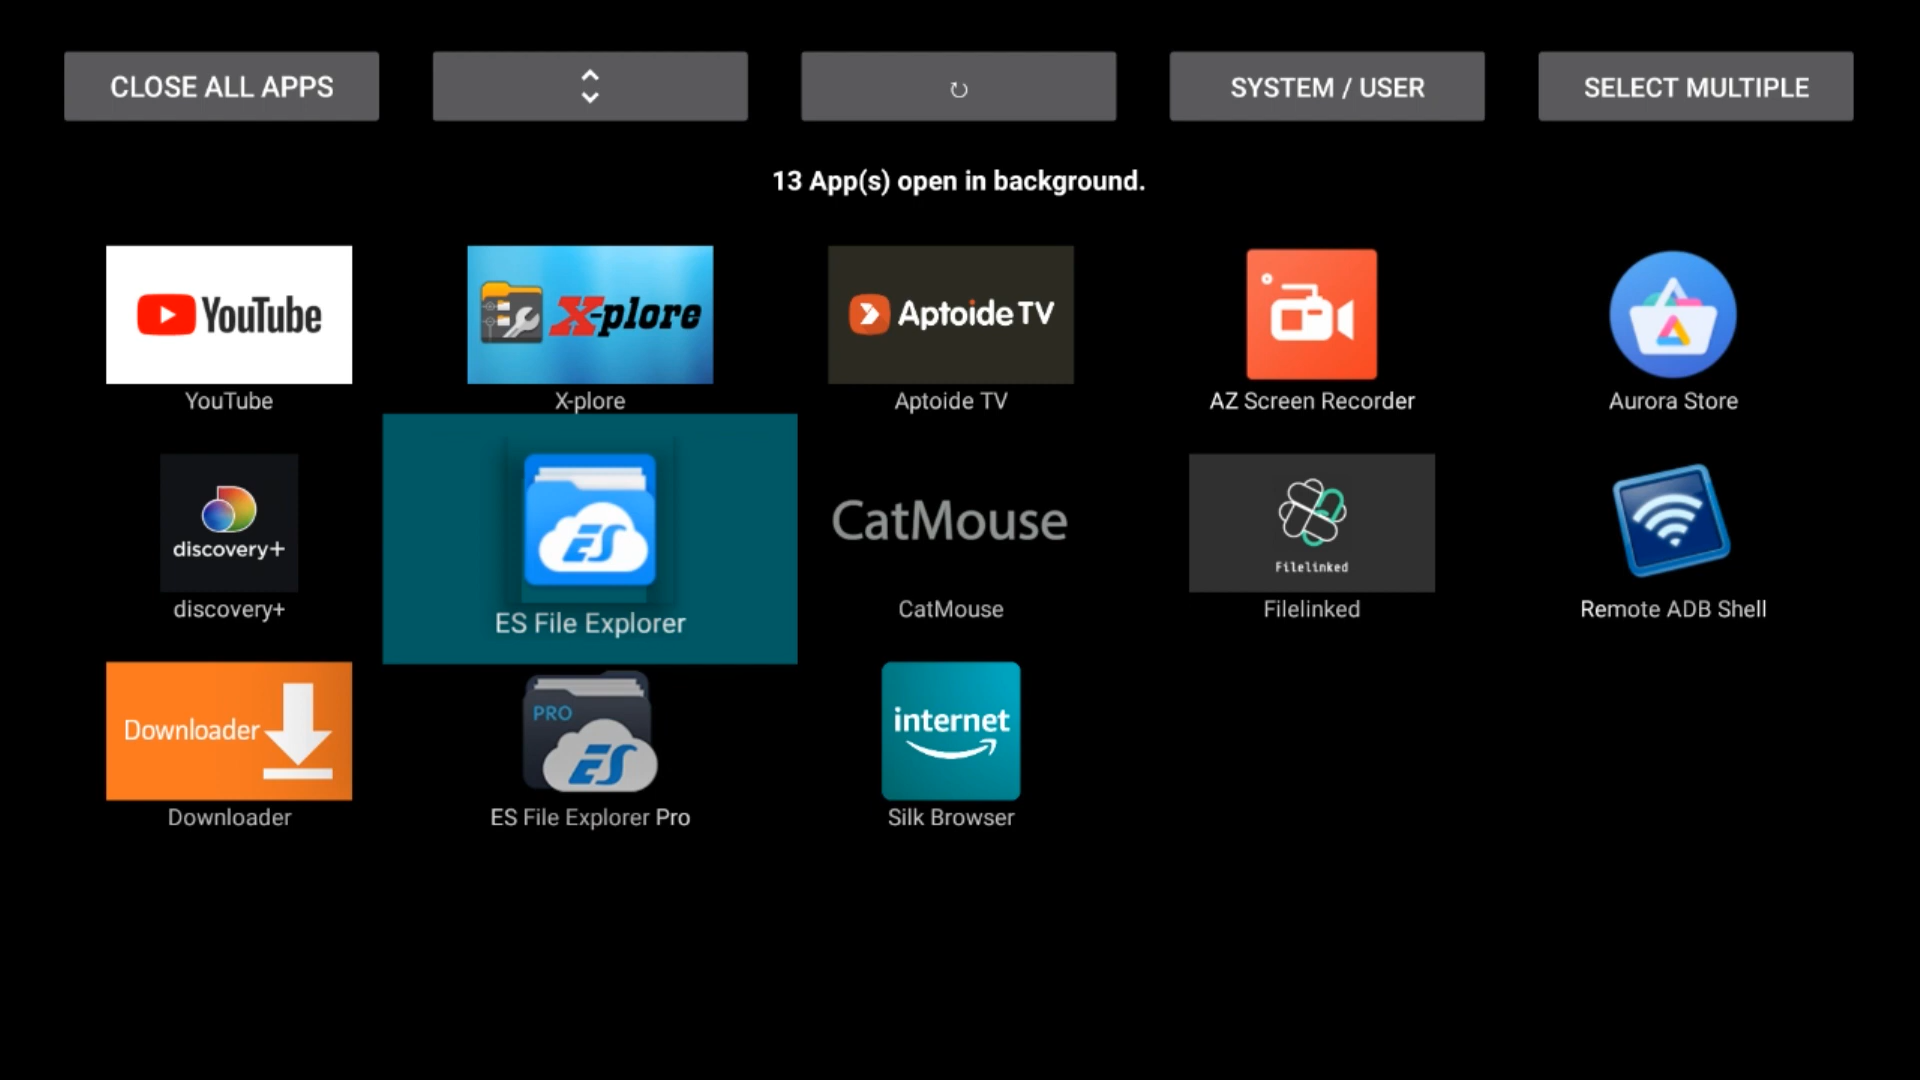 CLOSE ALL APPS
SYSTEM / USER
SELECT MULTIPLE
13 App(s) open in background.
YouTube
X-plore
Aptoide TV
YouTube
X-plore
Aptoide TV
AZ Screen Recorder
Aurora Store
discovery+
ES
CatMouse
Filelinked
discovery+
ES File Explorer
CatMouse
Filelinked
Remote ADB Shell
Downloader
PRO
ES
internet
Downloader
ES File Explorer Pro
Silk Browser